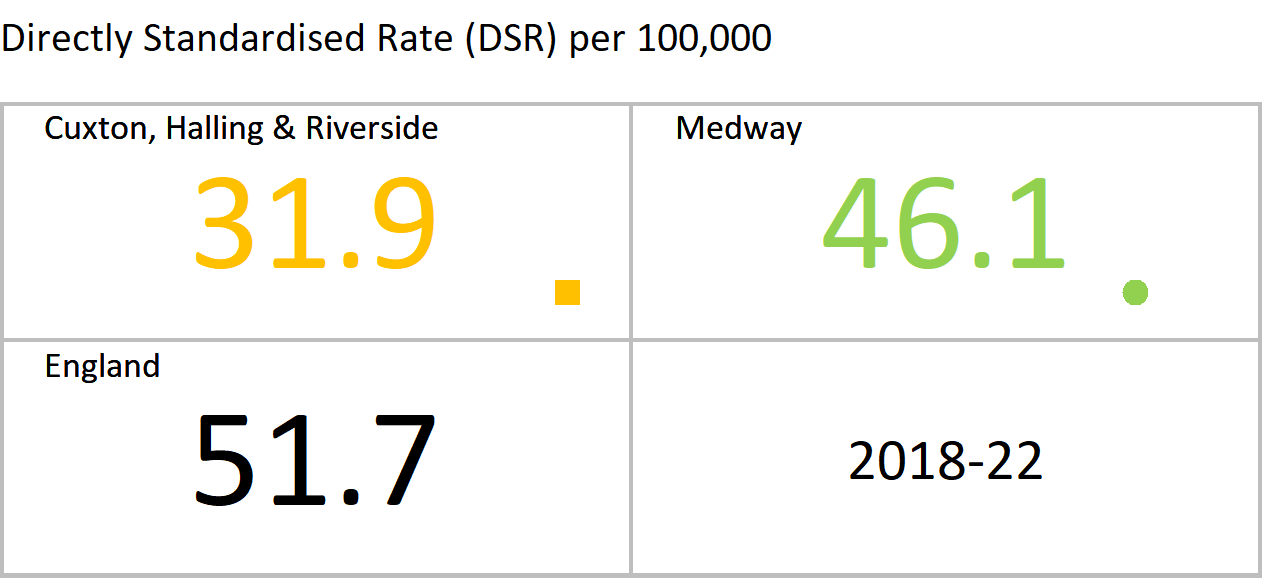 Directly Standardised Rate (DSR) per 100,000
Cuxton, Halling & Riverside
31.9
Medway
46.1
England
51.7
2018-22